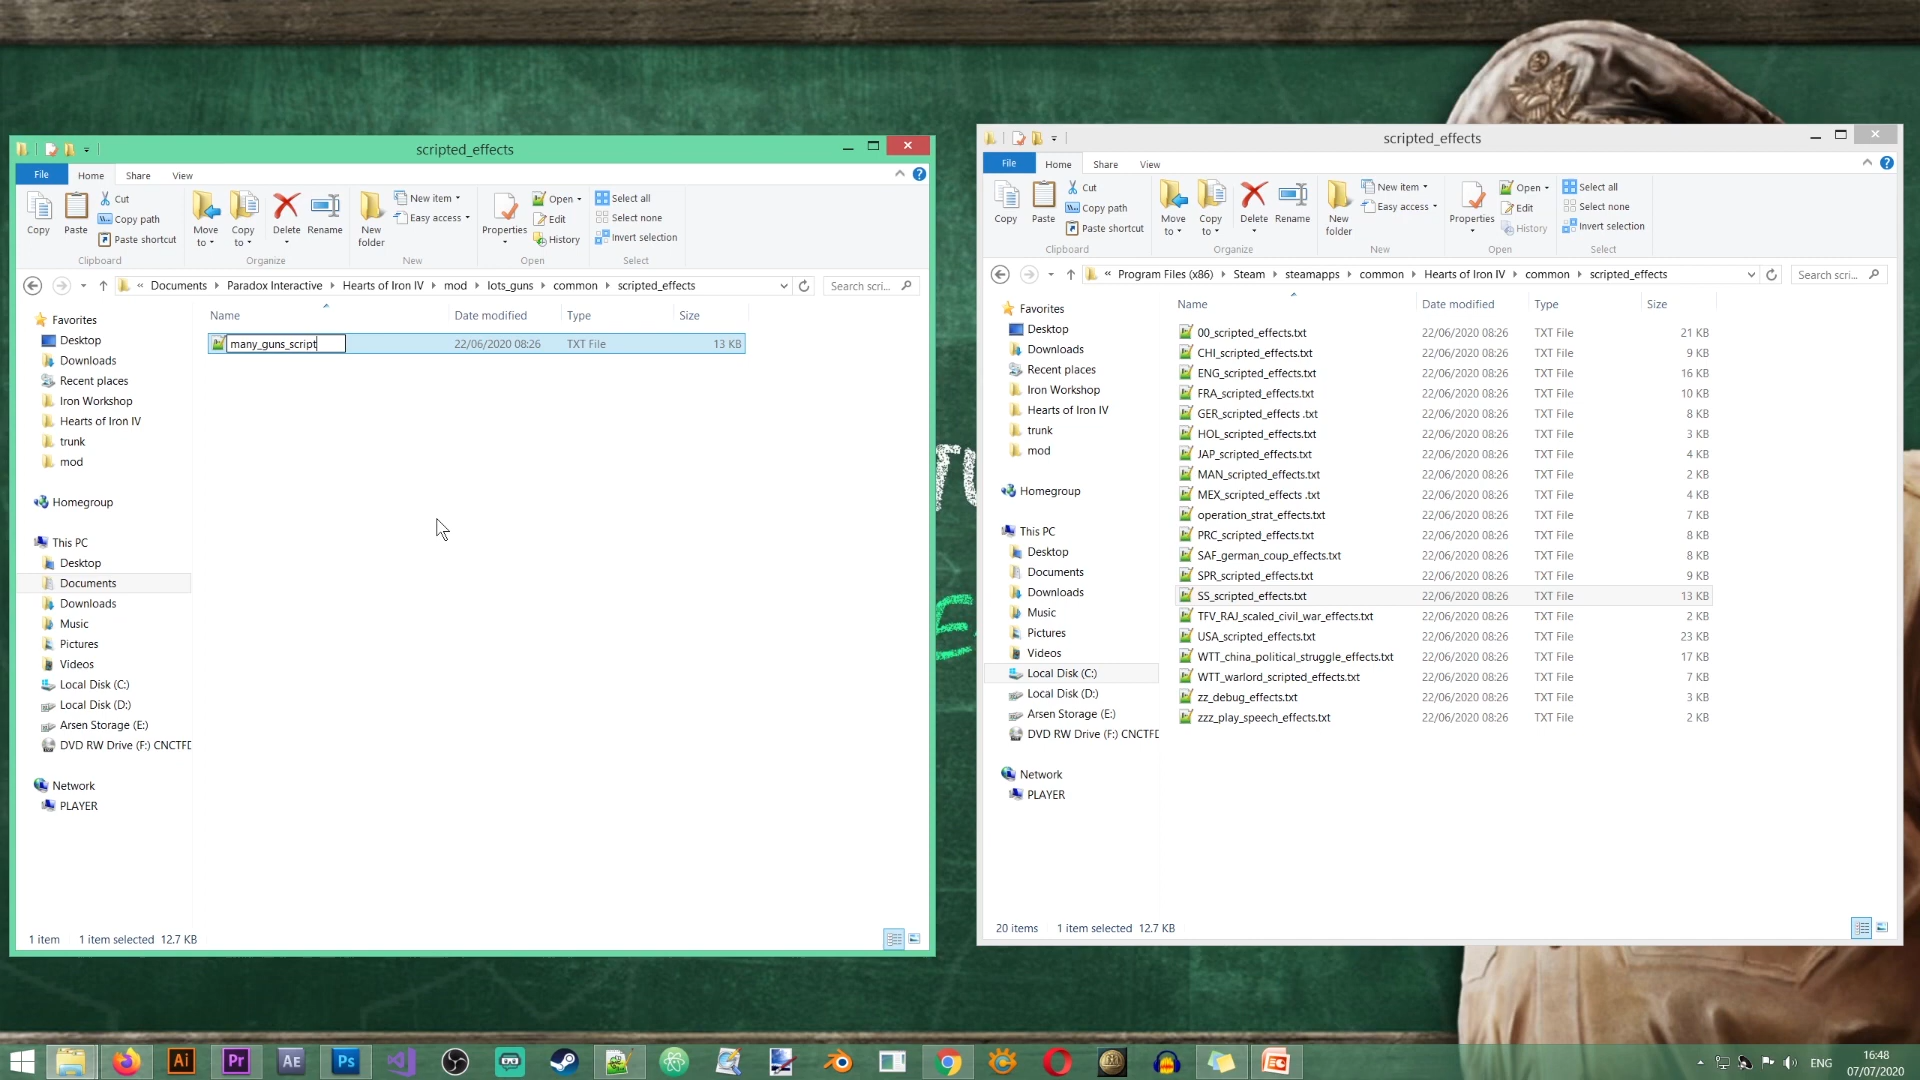 scripted_effects
File Home Share View
Copy
Paste
Cut
Copy path
Paste shortcut
Clipboard
Move to
Copy to
Delete
Rename
Organize
New folder
New item
Easy access
New
Properties
Open
Edit
History
Open
Select all
Select none
Invert selection
Select
« Documents Paradox Interactive Hearts of Iron IV mod lots_guns common scripted_effects
Search scri...
Name Date modified Type Size
many_guns_script 22/06/2020 08:26 TXT File 13 KB
Favorites
Desktop
Downloads
Recent places
Iron Workshop
Hearts of Iron IV
trunk
mod
Homegroup
This PC
Desktop
Documents
Downloads
Music
Pictures
Videos
Local Disk (C:)
Local Disk (D:)
Arsen Storage (E:)
DVD RW Drive (F:) CNCTFD
Network
PLAYER
1 item 1 item selected 12.7 KB
scripted_effects
File Home Share View
Copy
Paste
Cut
Copy path
Paste shortcut
Clipboard
Move to
Copy to
Delete
Rename
Organize
New folder
New item
Easy access
New
Properties
Open
Edit
History
Open
Select all
Select none
Invert selection
Select
« Program Files (x86) Steam steamapps common Hearts of Iron IV common scripted_effects
Search scri...
Name Date modified Type Size
00_scripted_effects.txt 22/06/2020 08:26 TXT File 21 KB
CHI_scripted_effects.txt 22/06/2020 08:26 TXT File 9 KB
ENG_scripted_effects.txt 22/06/2020 08:26 TXT File 16 KB
FRA_scripted_effects.txt 22/06/2020 08:26 TXT File 10 KB
GER_scripted_effects .txt 22/06/2020 08:26 TXT File 8 KB
HOL_scripted_effects.txt 22/06/2020 08:26 TXT File 3 KB
JAP_scripted_effects.txt 22/06/2020 08:26 TXT File 4 KB
MAN_scripted_effects.txt 22/06/2020 08:26 TXT File 2 KB
MEX_scripted_effects .txt 22/06/2020 08:26 TXT File 4 KB
operation_strat_effects.txt 22/06/2020 08:26 TXT File 7 KB
PRC_scripted_effects.txt 22/06/2020 08:26 TXT File 8 KB
SAF_german_coup_effects.txt 22/06/2020 08:26 TXT File 8 KB
SPR_scripted_effects.txt 22/06/2020 08:26 TXT File 9 KB
SS_scripted_effects.txt 22/06/2020 08:26 TXT File 13 KB
TFV_RAJ_scaled_civil_war_effects.txt 22/06/2020 08:26 TXT File 2 KB
USA_scripted_effects.txt 22/06/2020 08:26 TXT File 23 KB
WTT_china_political_struggle_effects.txt 22/06/2020 08:26 TXT File 17 KB
WTT_warlord_scripted_effects.txt 22/06/2020 08:26 TXT File 7 KB
zz_debug_effects.txt 22/06/2020 08:26 TXT File 3 KB
zzz_play_speech_effects.txt 22/06/2020 08:26 TXT File 2 KB
Favorites
Desktop
Downloads
Recent places
Iron Workshop
Hearts of Iron IV
trunk
mod
Homegroup
This PC
Desktop
Documents
Downloads
Music
Pictures
Videos
Local Disk (C:)
Local Disk (D:)
Arsen Storage (E:)
DVD RW Drive (F:) CNCTFD
Network
PLAYER
20 items 1 item selected 12.7 KB
Ai Pr AE Ps
ENG
16:48
07/07/2020